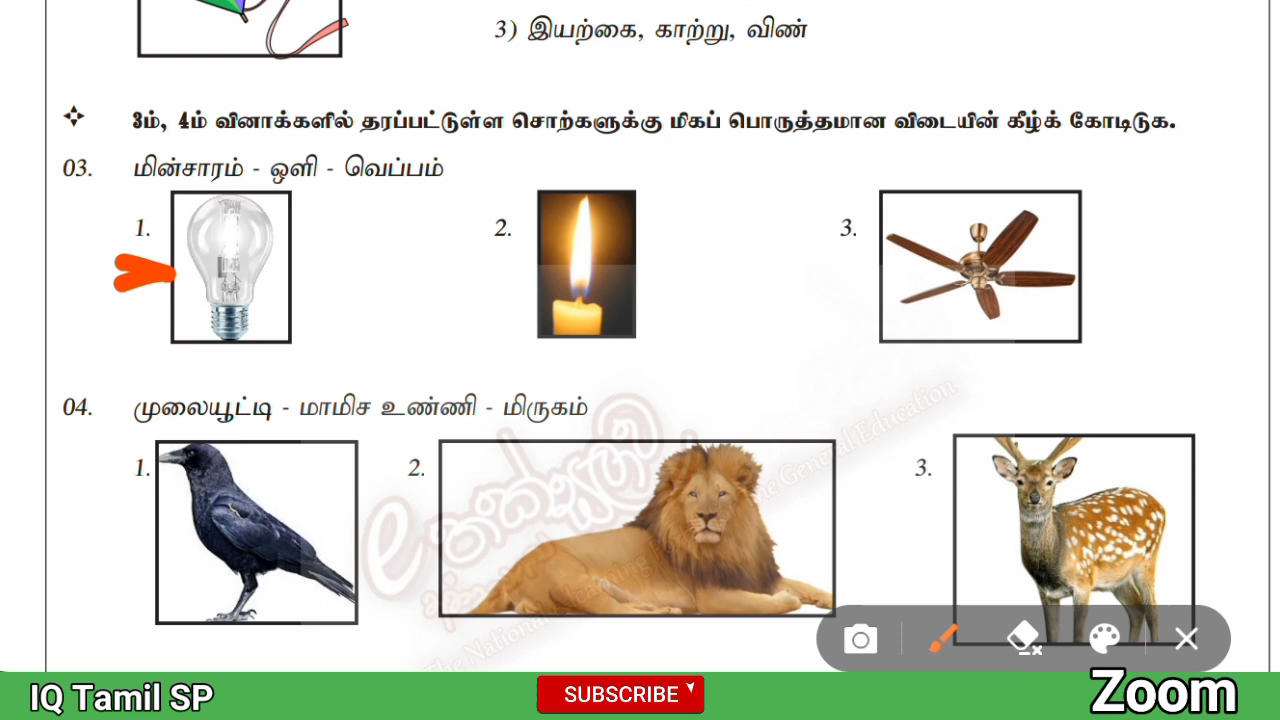 3) இயற்கை, காற்று, விண்
3ம், 4ம் வினாக்களில் தரப்பட்டுள்ள சொற்களுக்கு மிகப் பொருத்தமான விடையின் கீழ்க் கோடிடுக.
03. மின்சாரம் - ஒளி - வெப்பம்
1. 2. 3.
04. முலையூட்டி - மாமிச உண்ணி - மிருகம்
1. 2. 3.
IQ Tamil SP SUBSCRIBE Zoom